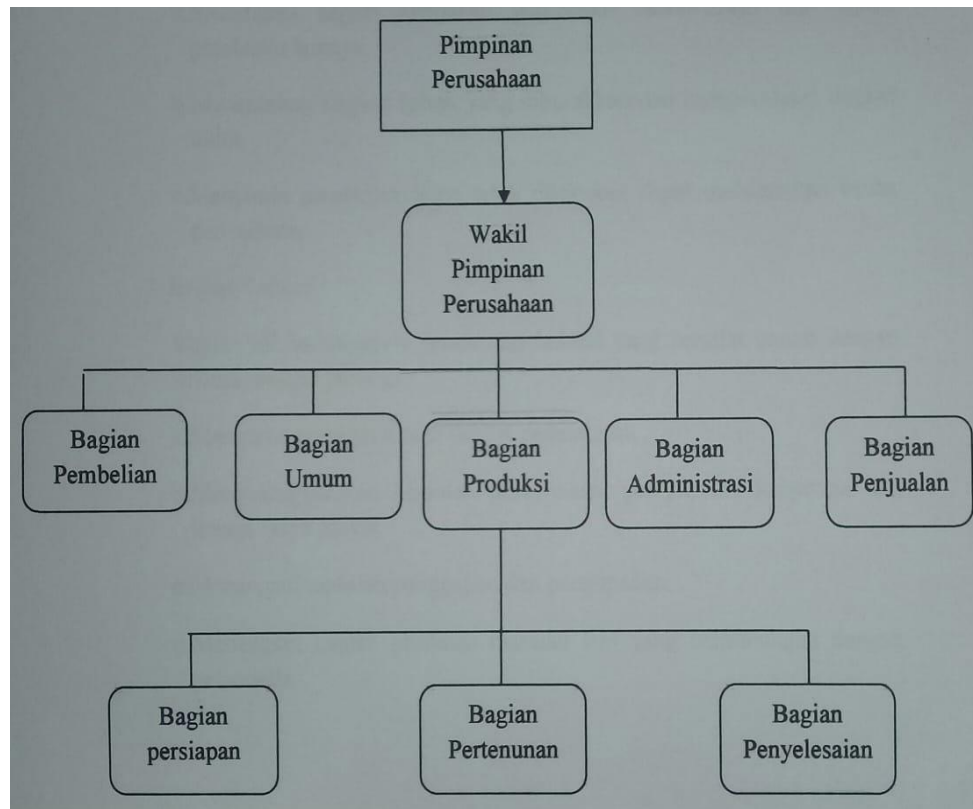 Pimpinan
Perusahaan
Wakil
Pimpinan
Perusahaan
Bagian
Pembelian
Bagian
Umum
Bagian
Produksi
Bagian
Administrasi
Bagian
Penjualan
Bagian
persiapan
Bagian
Pertenunan
Bagian
Penyelesaian